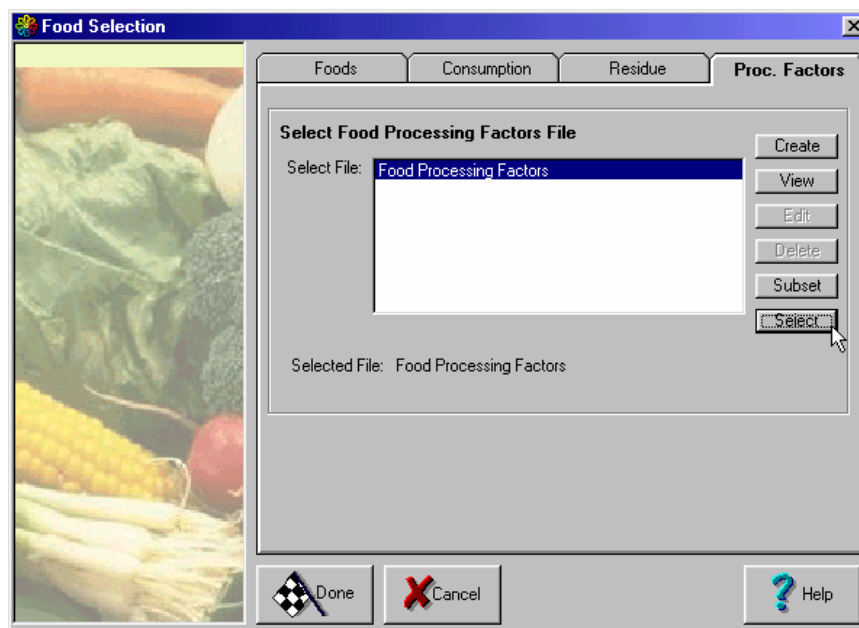 Food Selection
Foods Consumption Residue Proc. Factors
Select Food Processing Factors File
Select File: Food Processing Factors
Create
View
Edit
Delete
Subset
Select
Selected File: Food Processing Factors
Done Cancel Help